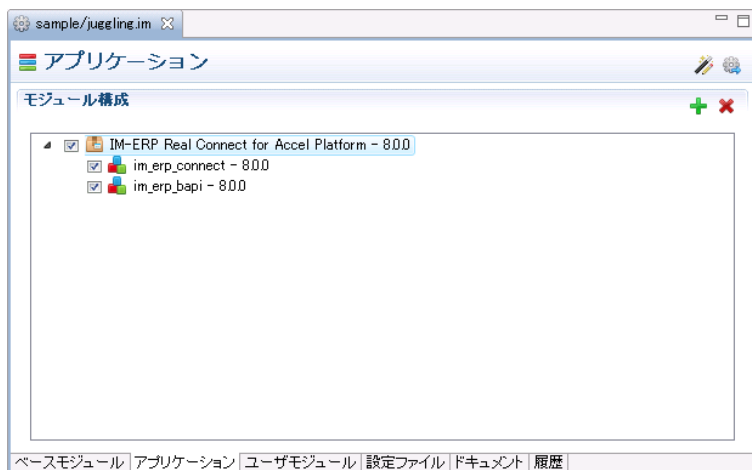 sample/juggling.im
アプリケーション
モジュール構成
IM-ERP Real Connect for Accel Platform - 8.0.0
im_erp_connect - 8.0.0
im_erp_bapi - 8.0.0
ベースモジュール アプリケーション ユーザモジュール 設定ファイル ドキュメント 履歴